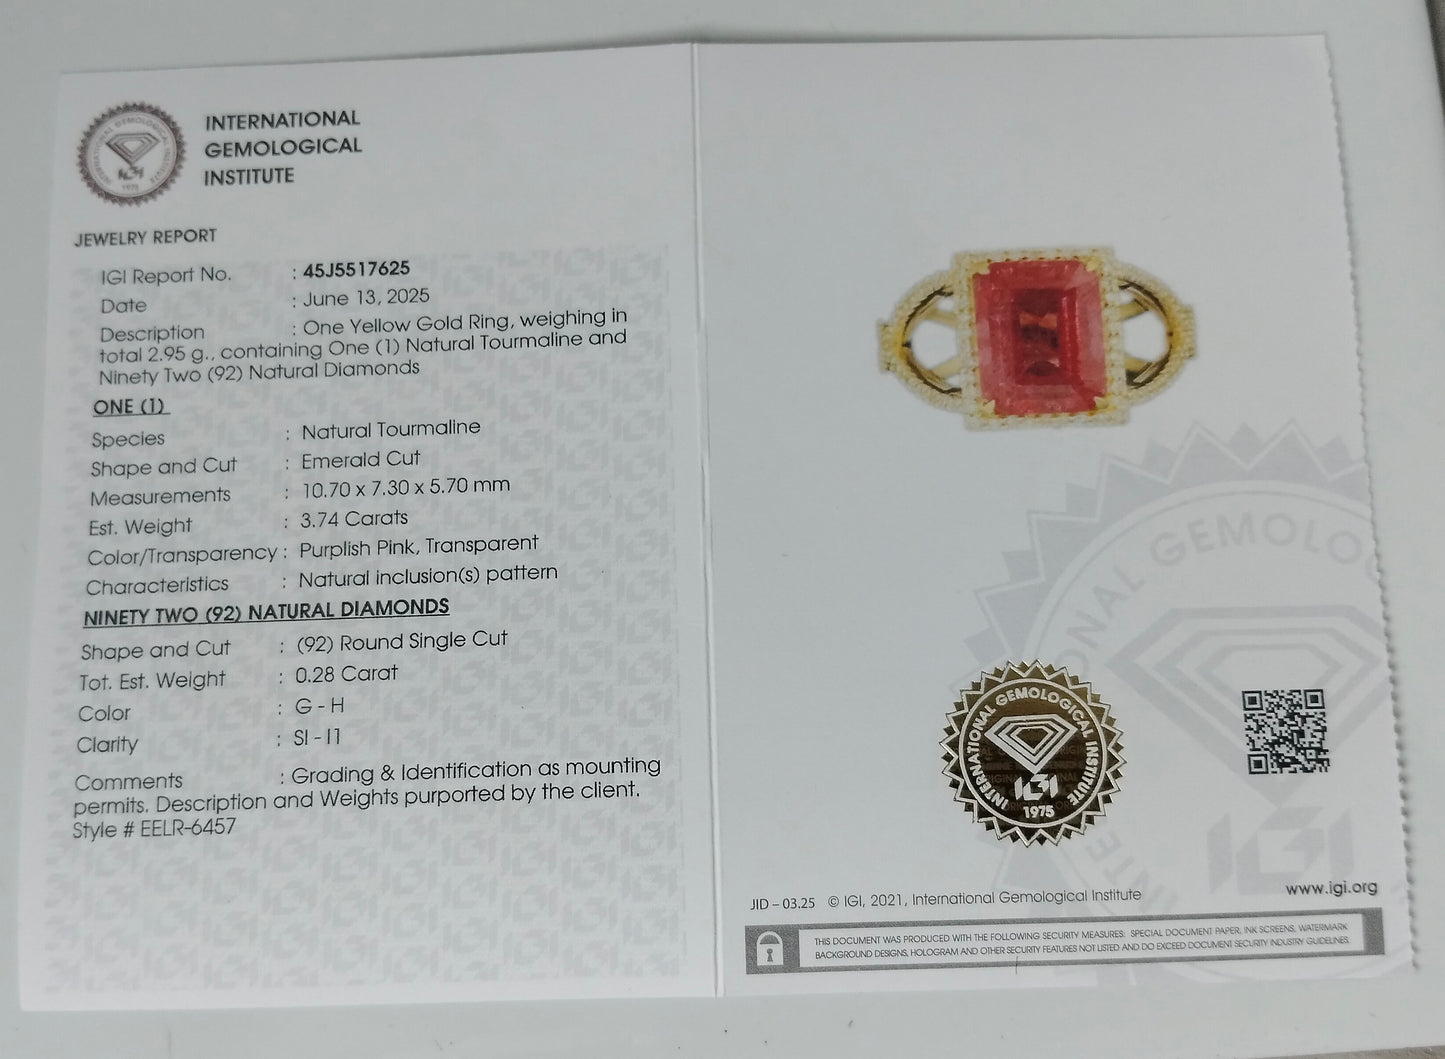 INTERNATIONAL
GEMOLOGICAL
INSTITUTE
JEWELRY REPORT
IGI Report No. : 45J5517625
Date : June 13, 2025
Description : One Yellow Gold Ring, weighing in
total 2.95 g., containing One (1) Natural Tourmaline and
Ninety Two (92) Natural Diamonds
ONE (1)
Species : Natural Tourmaline
Shape and Cut : Emerald Cut
Measurements : 10.70 x 7.30 x 5.70 mm
Est. Weight : 3.74 Carats
Color/Transparency : Purplish Pink, Transparent
Characteristics : Natural inclusion(s) pattern
NINETY TWO (92) NATURAL DIAMONDS
Shape and Cut : (92) Round Single Cut
Tot. Est. Weight : 0.28 Carat
Color : G - H
Clarity : SI - I1
Comments : Grading & Identification as mounting
permits. Description and Weights purported by the client.
Style # EELR-6457
INTERNATIONAL GEMOLOGICAL INSTITUTE
IGI
1975
www.igi.org
JID – 03.25 © IGI, 2021, International Gemological Institute
THIS DOCUMENT WAS PRODUCED WITH THE FOLLOWING SECURITY MEASURES: SPECIAL DOCUMENT PAPER, INK SCREENS, WATERMARK
BACKGROUND DESIGNS, HOLOGRAM AND OTHER SECURITY FEATURES NOT LISTED AND DO EXCEED DOCUMENT SECURITY INDUSTRY GUIDELINES.